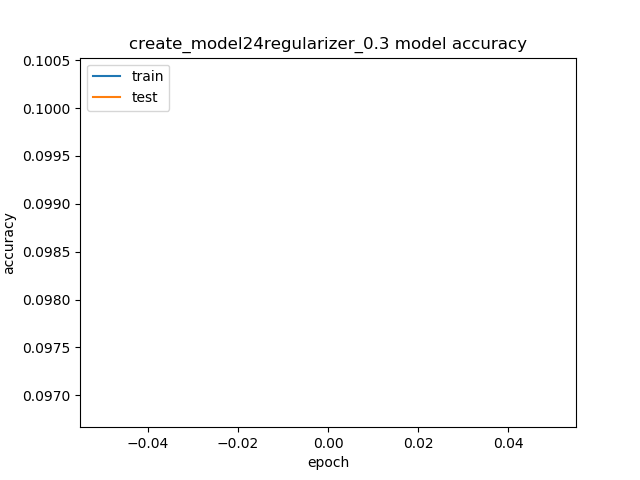 create_model24regularizer_0.3 model accuracy
train
test
0.1005
0.1000
0.0995
0.0990
0.0985
0.0980
0.0975
0.0970
accuracy
−0.04
−0.02
0.00
0.02
0.04
epoch